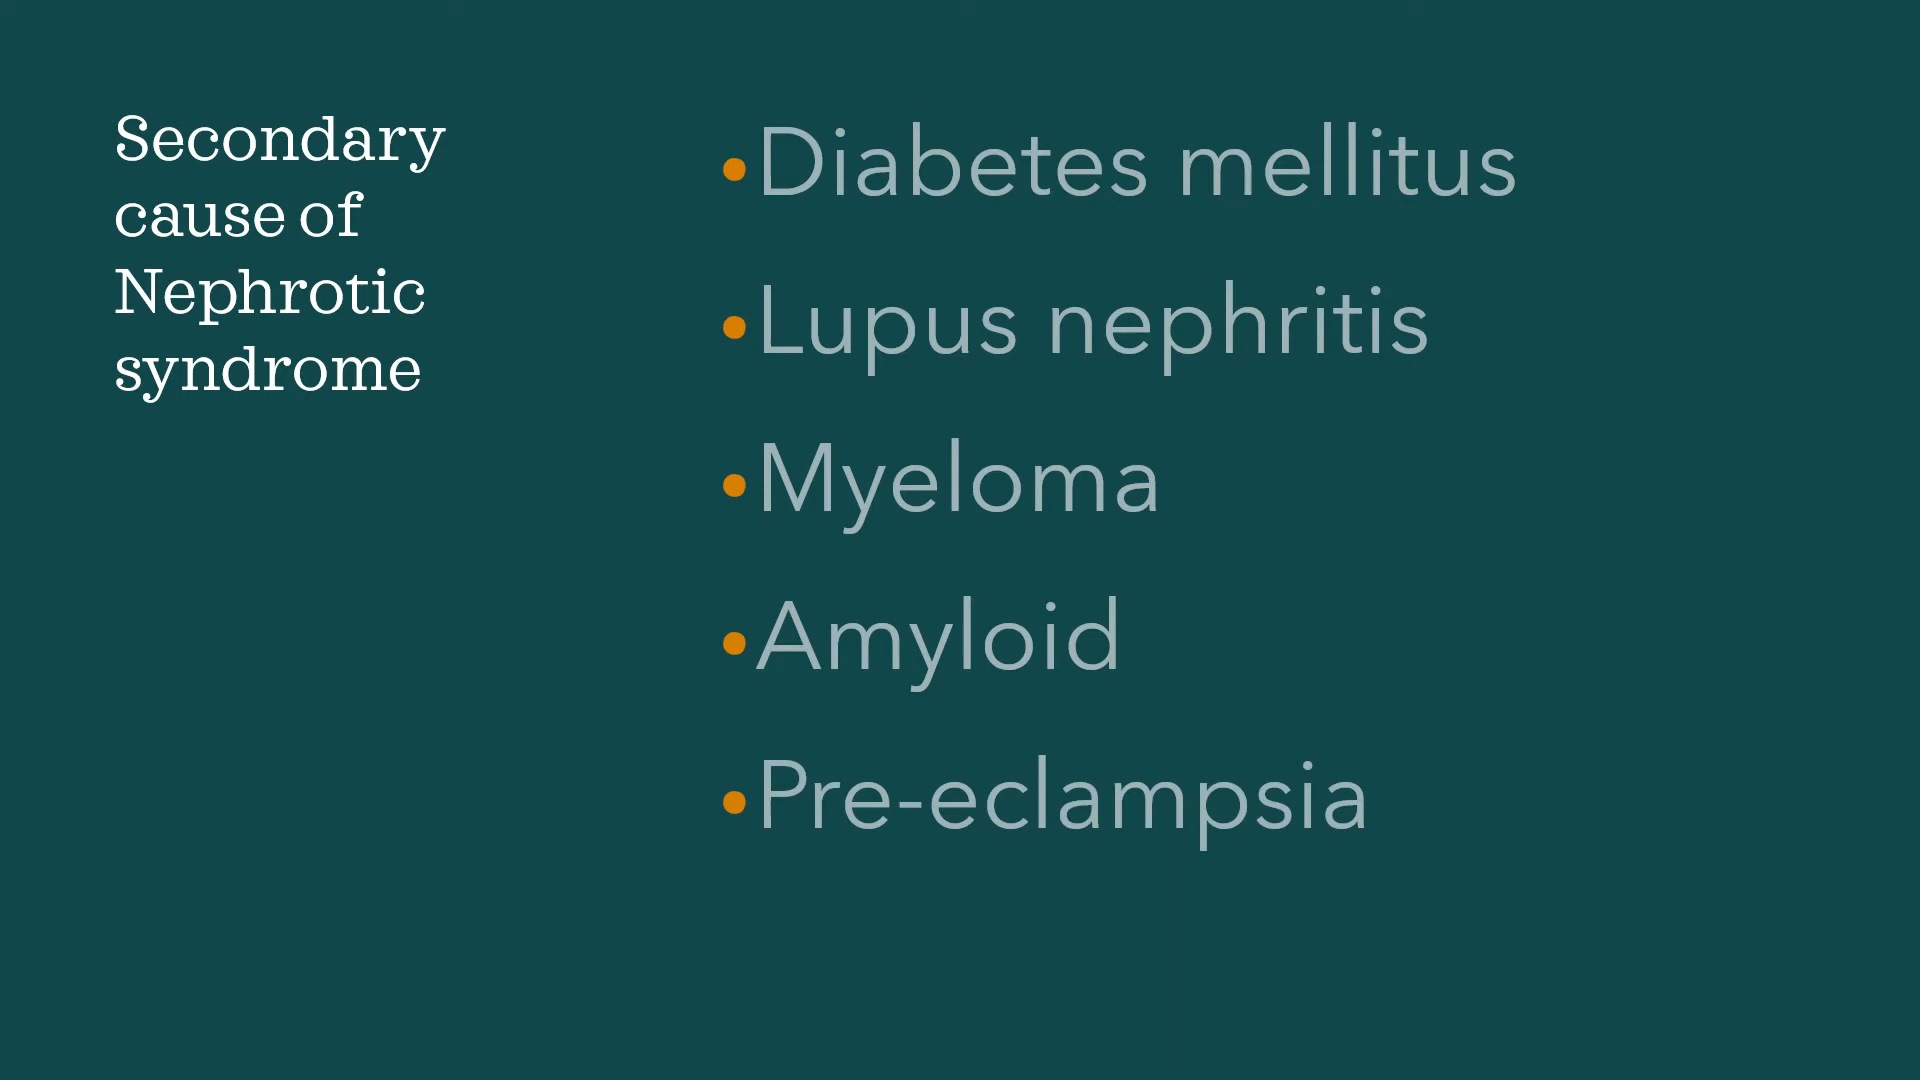 Secondary
cause of
Nephrotic
syndrome
•Diabetes mellitus
•Lupus nephritis
•Myeloma
•Amyloid
•Pre-eclampsia